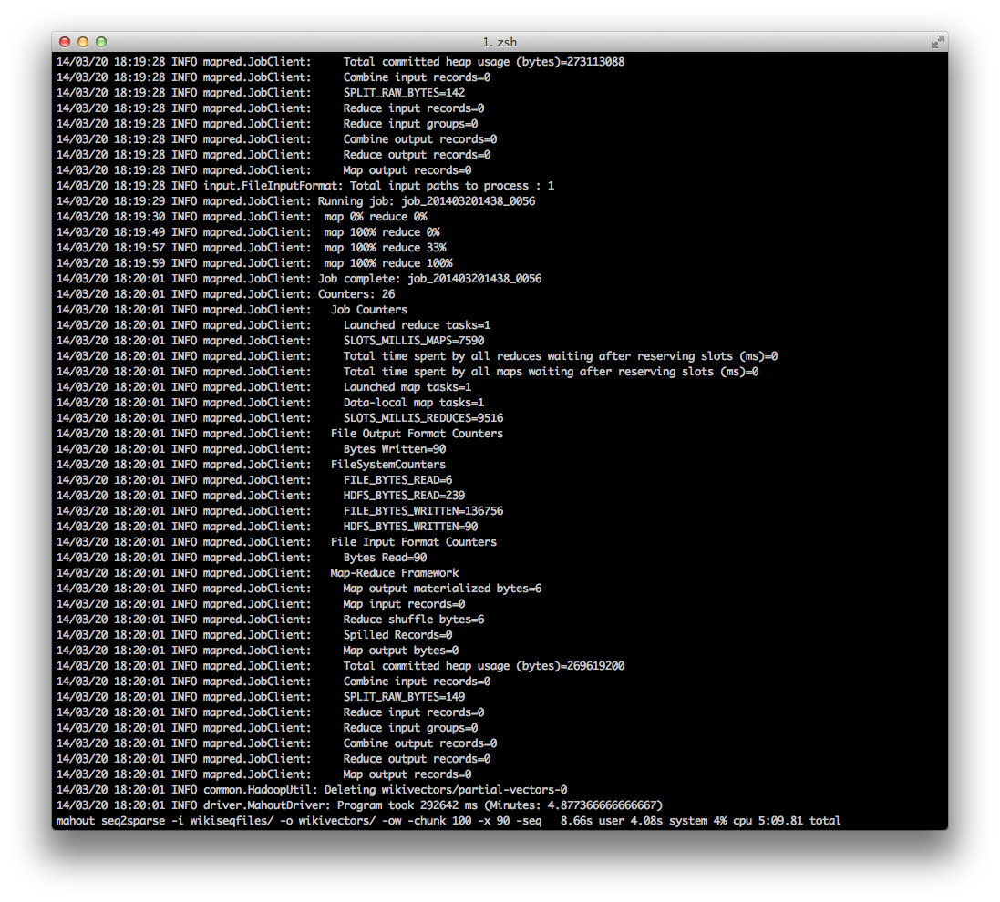 1. zsh
14/03/20 18:19:28 INFO mapred.JobClient:     Total committed heap usage (bytes)=273113088
14/03/20 18:19:28 INFO mapred.JobClient:     Combine input records=0
14/03/20 18:19:28 INFO mapred.JobClient:     SPLIT_RAW_BYTES=142
14/03/20 18:19:28 INFO mapred.JobClient:     Reduce input records=0
14/03/20 18:19:28 INFO mapred.JobClient:     Reduce input groups=0
14/03/20 18:19:28 INFO mapred.JobClient:     Combine output records=0
14/03/20 18:19:28 INFO mapred.JobClient:     Reduce output records=0
14/03/20 18:19:28 INFO mapred.JobClient:     Map output records=0
14/03/20 18:19:28 INFO input.FileInputFormat: Total input paths to process : 1
14/03/20 18:19:29 INFO mapred.JobClient: Running job: job_201403201438_0056
14/03/20 18:19:30 INFO mapred.JobClient:  map 0% reduce 0%
14/03/20 18:19:49 INFO mapred.JobClient:  map 100% reduce 0%
14/03/20 18:19:57 INFO mapred.JobClient:  map 100% reduce 33%
14/03/20 18:19:59 INFO mapred.JobClient:  map 100% reduce 100%
14/03/20 18:20:01 INFO mapred.JobClient: Job complete: job_201403201438_0056
14/03/20 18:20:01 INFO mapred.JobClient: Counters: 26
14/03/20 18:20:01 INFO mapred.JobClient:   Job Counters
14/03/20 18:20:01 INFO mapred.JobClient:     Launched reduce tasks=1
14/03/20 18:20:01 INFO mapred.JobClient:     SLOTS_MILLIS_MAPS=7590
14/03/20 18:20:01 INFO mapred.JobClient:     Total time spent by all reduces waiting after reserving slots (ms)=0
14/03/20 18:20:01 INFO mapred.JobClient:     Total time spent by all maps waiting after reserving slots (ms)=0
14/03/20 18:20:01 INFO mapred.JobClient:     Launched map tasks=1
14/03/20 18:20:01 INFO mapred.JobClient:     Data-local map tasks=1
14/03/20 18:20:01 INFO mapred.JobClient:     SLOTS_MILLIS_REDUCES=9516
14/03/20 18:20:01 INFO mapred.JobClient:   File Output Format Counters
14/03/20 18:20:01 INFO mapred.JobClient:     Bytes Written=90
14/03/20 18:20:01 INFO mapred.JobClient:   FileSystemCounters
14/03/20 18:20:01 INFO mapred.JobClient:     FILE_BYTES_READ=6
14/03/20 18:20:01 INFO mapred.JobClient:     HDFS_BYTES_READ=239
14/03/20 18:20:01 INFO mapred.JobClient:     FILE_BYTES_WRITTEN=136756
14/03/20 18:20:01 INFO mapred.JobClient:     HDFS_BYTES_WRITTEN=90
14/03/20 18:20:01 INFO mapred.JobClient:   File Input Format Counters
14/03/20 18:20:01 INFO mapred.JobClient:     Bytes Read=90
14/03/20 18:20:01 INFO mapred.JobClient:   Map-Reduce Framework
14/03/20 18:20:01 INFO mapred.JobClient:     Map output materialized bytes=6
14/03/20 18:20:01 INFO mapred.JobClient:     Map input records=0
14/03/20 18:20:01 INFO mapred.JobClient:     Reduce shuffle bytes=6
14/03/20 18:20:01 INFO mapred.JobClient:     Spilled Records=0
14/03/20 18:20:01 INFO mapred.JobClient:     Map output bytes=0
14/03/20 18:20:01 INFO mapred.JobClient:     Total committed heap usage (bytes)=269619200
14/03/20 18:20:01 INFO mapred.JobClient:     Combine input records=0
14/03/20 18:20:01 INFO mapred.JobClient:     SPLIT_RAW_BYTES=149
14/03/20 18:20:01 INFO mapred.JobClient:     Reduce input records=0
14/03/20 18:20:01 INFO mapred.JobClient:     Reduce input groups=0
14/03/20 18:20:01 INFO mapred.JobClient:     Combine output records=0
14/03/20 18:20:01 INFO mapred.JobClient:     Reduce output records=0
14/03/20 18:20:01 INFO mapred.JobClient:     Map output records=0
14/03/20 18:20:01 INFO common.HadoopUtil: Deleting wikivectors/partial-vectors-0
14/03/20 18:20:01 INFO driver.MahoutDriver: Program took 292642 ms (Minutes: 4.877366666666667)
mahout seq2sparse -i wikiseqfiles/ -o wikivectors/ -ow -chunk 100 -x 90 -seq   8.66s user 4.08s system 4% cpu 5:09.81 total